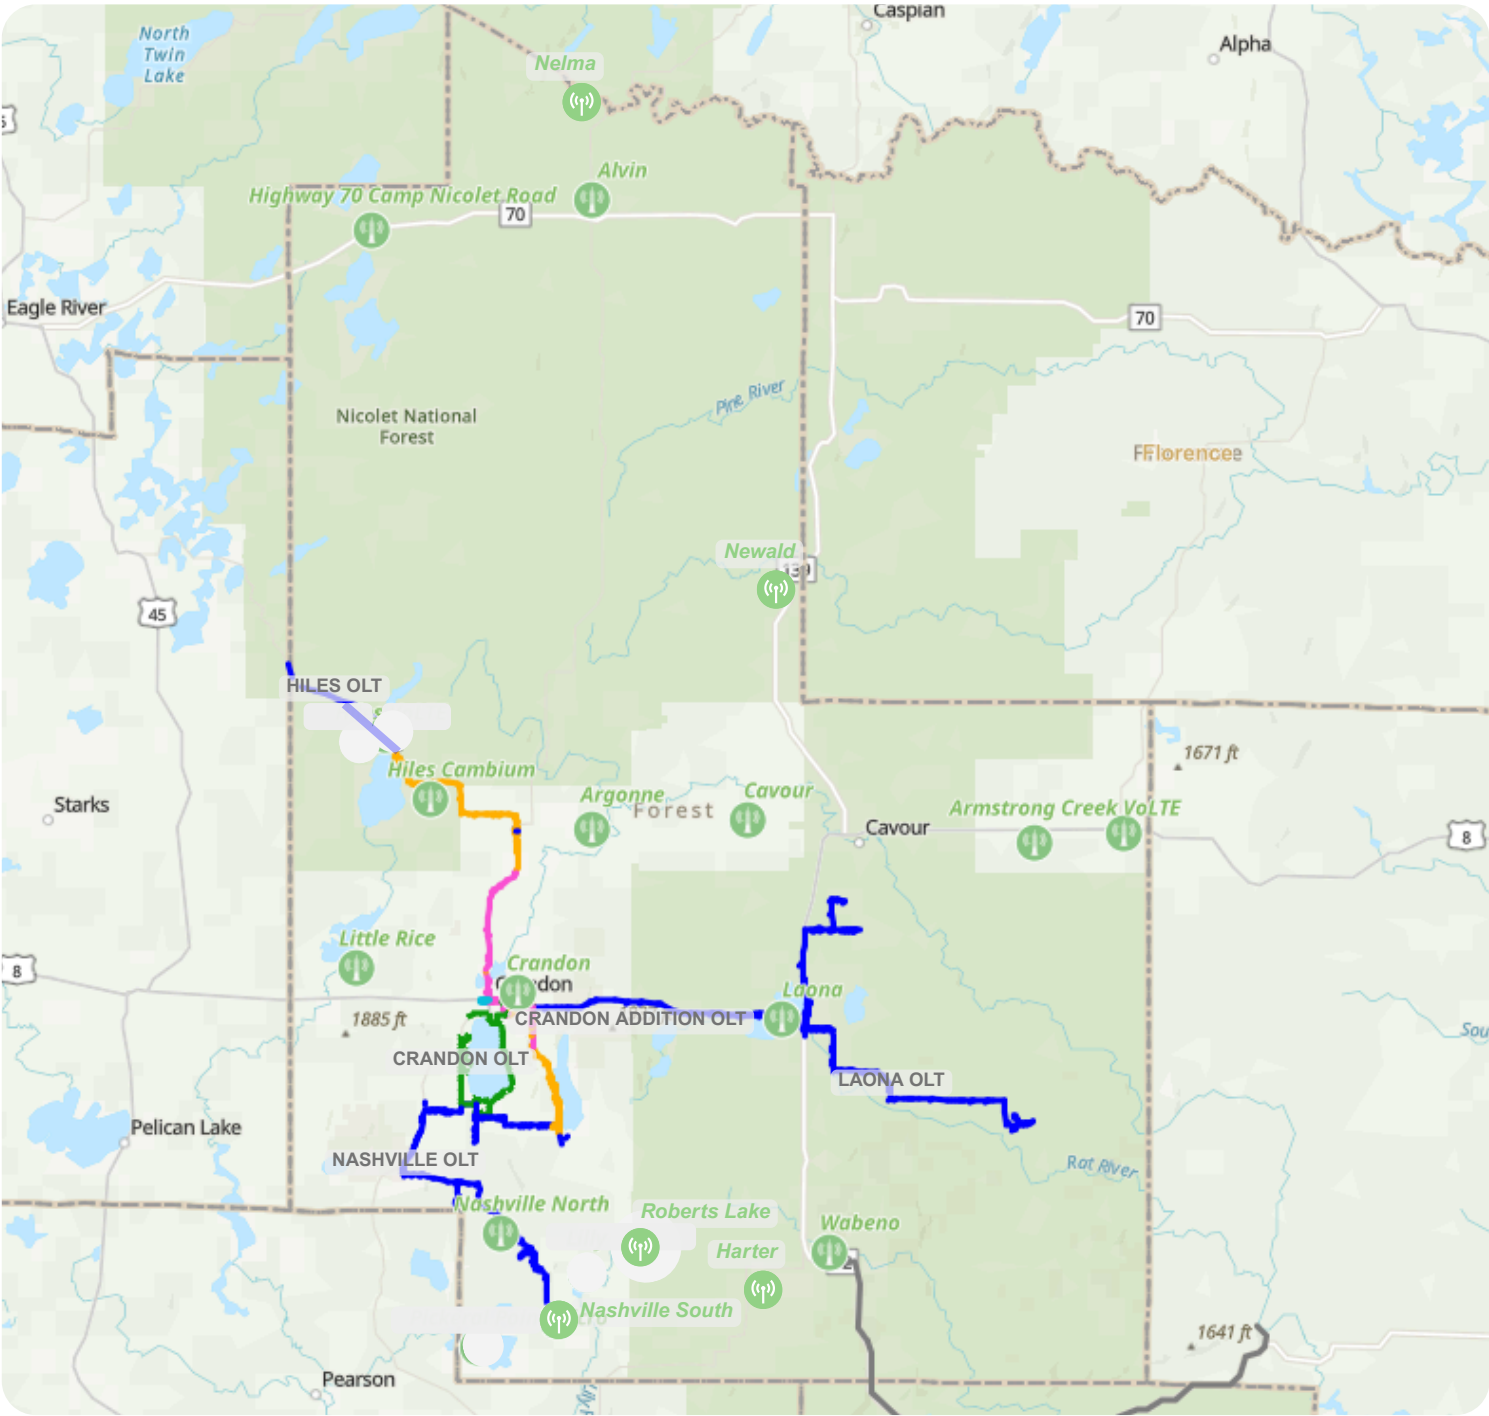 Caspian
North
Twin
Lake
Alpha
Nelma
Alvin
Highway 70 Camp Nicolet Road
70
Eagle River
70
Pine River
Nicolet National
Forest
Florence
Newald
139
45
HILES OLT
1671 ft
Hiles Cambium
Starks
Argonne
Cavour
Forest
Armstrong Creek VoLTE
Cavour
8
Little Rice
Crandon
8
Crandon
Laona
1885 ft
CRANDON ADDITION OLT
Sou
CRANDON OLT
LAONA OLT
Pelican Lake
NASHVILLE OLT
Rat River
Nashville North
Roberts Lake
Wabeno
Harter
Nashville South
1641 ft
Pearson